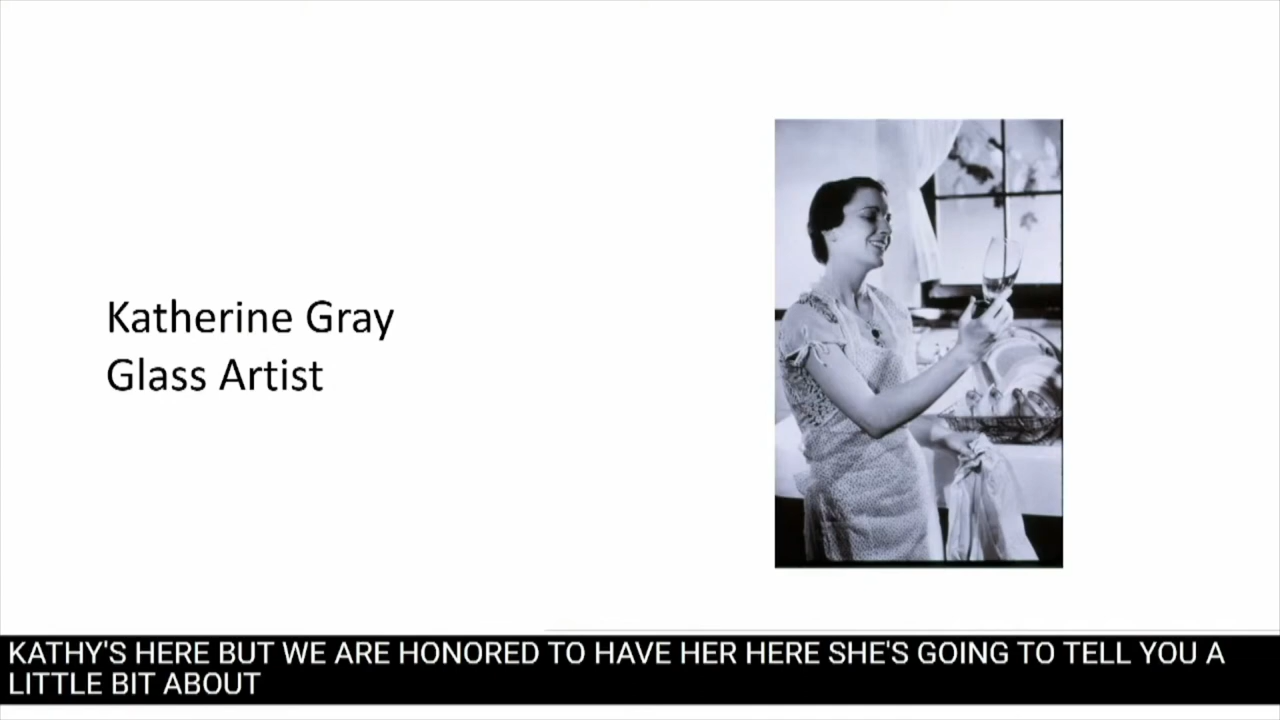 Katherine Gray
Glass Artist
KATHY'S HERE BUT WE ARE HONORED TO HAVE HER HERE SHE'S GOING TO TELL YOU A
LITTLE BIT ABOUT